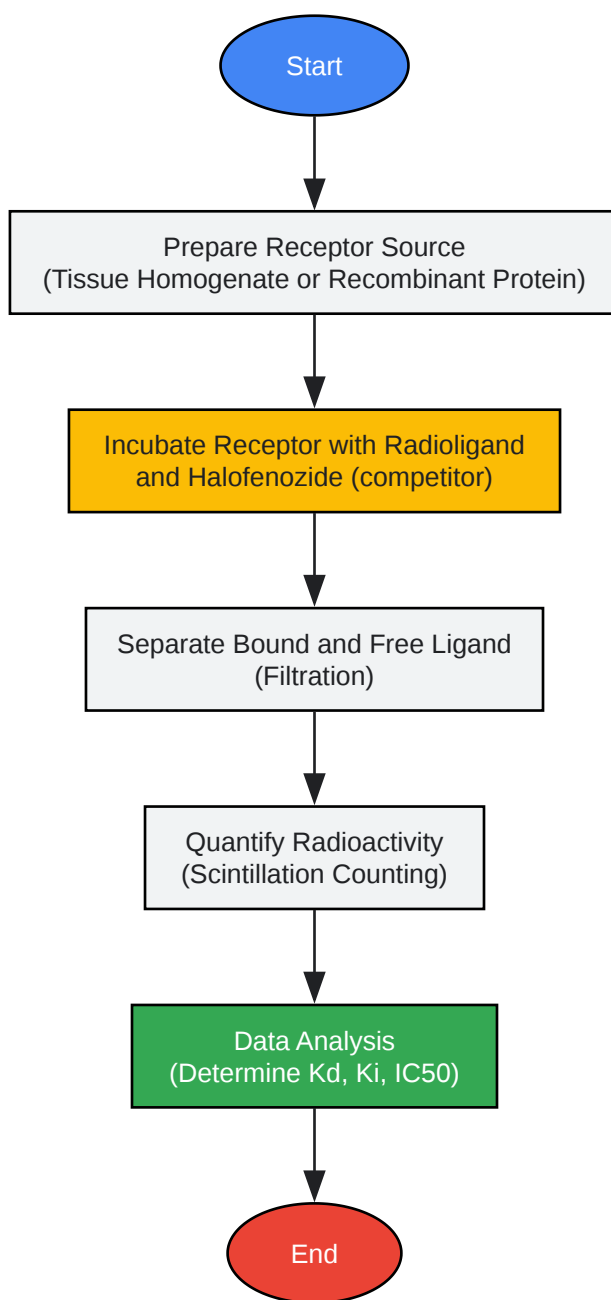 Start
Prepare Receptor Source
(Tissue Homogenate or Recombinant Protein)
Incubate Receptor with Radioligand
and Halofenozide (competitor)
Separate Bound and Free Ligand
(Filtration)
Quantify Radioactivity
(Scintillation Counting)
Data Analysis
(Determine Kd, Ki, IC50)
End